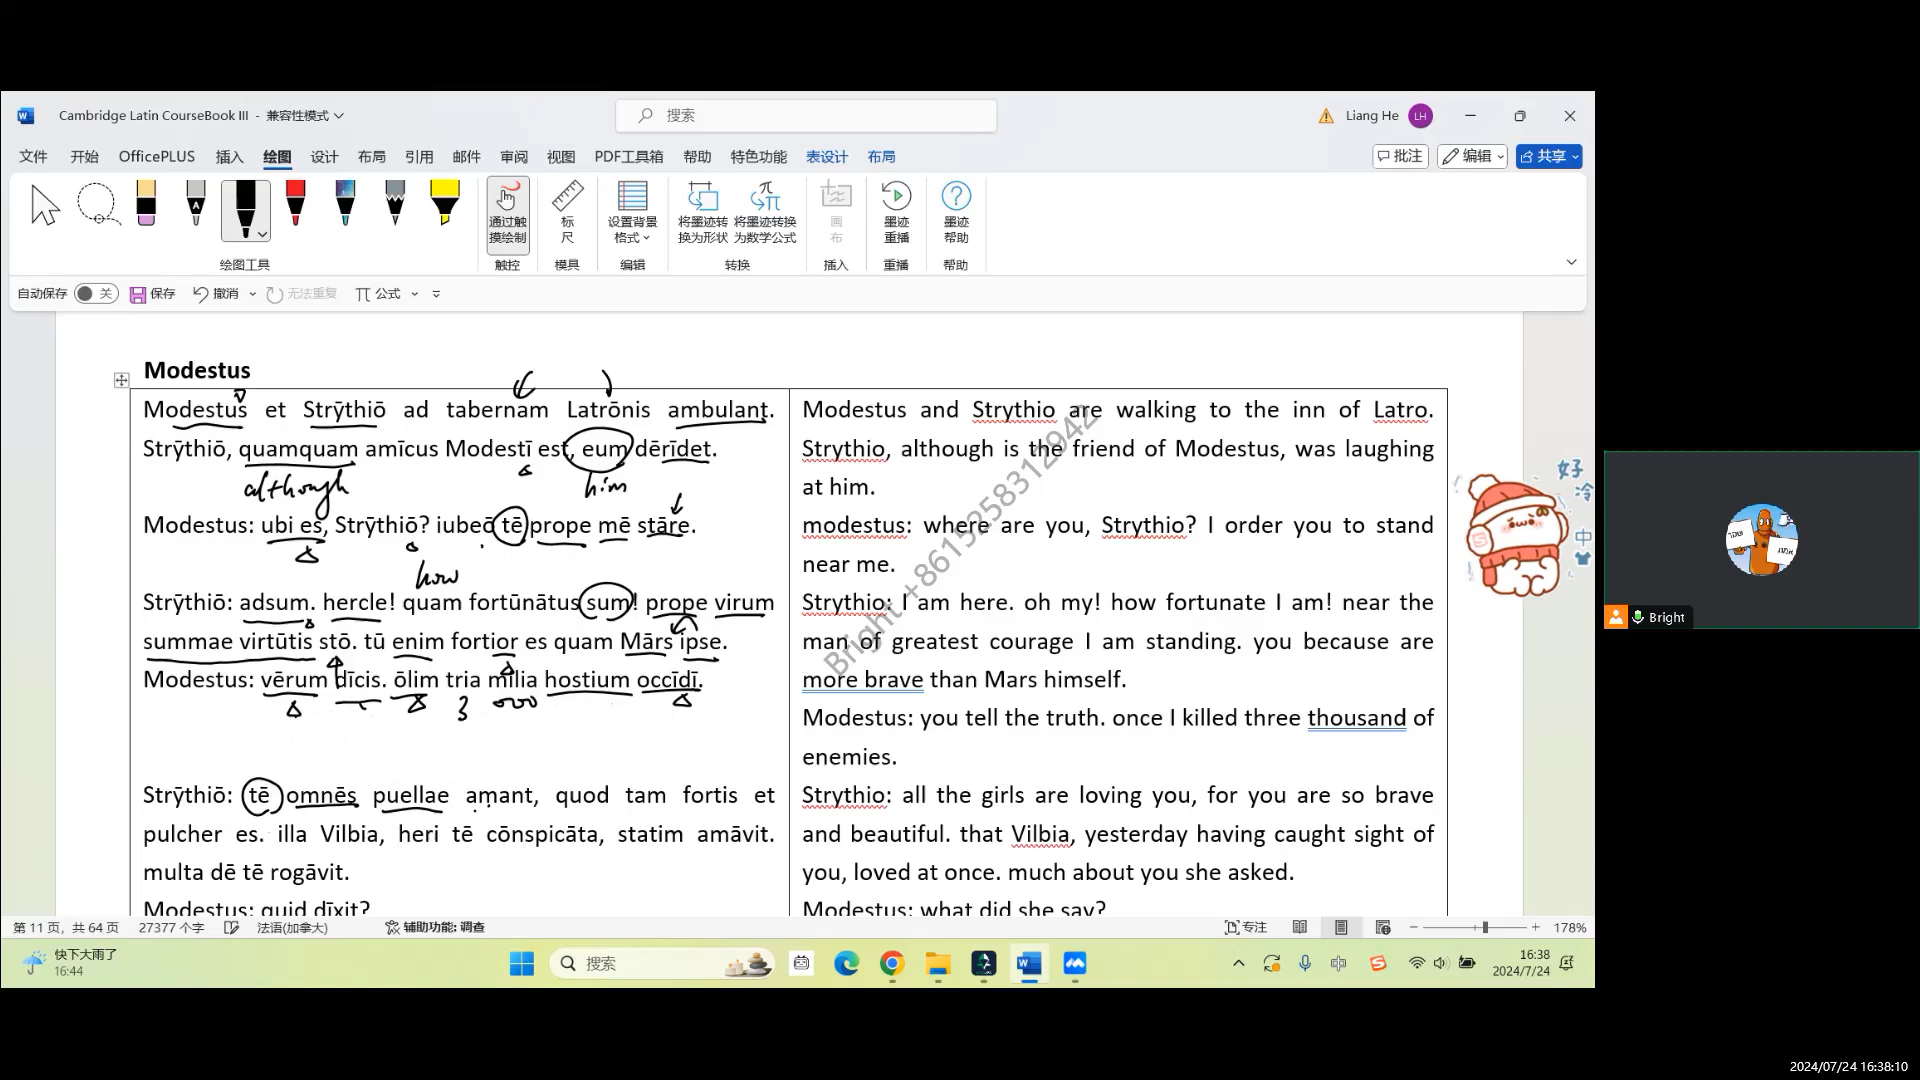 Cambridge Latin CourseBook III - 兼容性模式
搜索
Liang He
LH
文件 开始 OfficePLUS 插入 绘图 设计 布局 引用 邮件 审阅 视图 PDF工具箱 帮助 特色功能 表设计 布局
批注 编辑 共享
通过触摸绘制
标尺
设置背景格式
将墨迹转换为形状
将墨迹转换为数学公式
画布
墨迹重播
墨迹帮助
绘图工具 触控 模具 编辑 转换 插入 重播 帮助
自动保存 关 保存 撤消 无法重复 公式
Modestus
Modestus et Strȳthiō ad tabernam Latrōnis ambulant.
Strȳthiō, quamquam amīcus Modestī est, eum dērīdet.
although him
Modestus: ubi es, Strȳthiō? iubeō tē prope mē stāre.
how
Strȳthiō: adsum. hercle! quam fortūnātus sum! prope virum
summae virtūtis stō. tū enim fortior es quam Mārs ipse.
Modestus: vērum dīcis. ōlim tria mīlia hostium occīdī.
3 000
Strȳthiō: tē omnēs puellae amant, quod tam fortis et
pulcher es. illa Vilbia, heri tē cōnspicāta, statim amāvit.
multa dē tē rogāvit.
Modestus: quid dīxit?
Modestus and Strythio are walking to the inn of Latro.
Strythio, although is the friend of Modestus, was laughing
at him.
modestus: where are you, Strythio? I order you to stand
near me.
Strythio: I am here. oh my! how fortunate I am! near the
man of greatest courage I am standing. you because are
more brave than Mars himself.
Modestus: you tell the truth. once I killed three thousand of
enemies.
Strythio: all the girls are loving you, for you are so brave
and beautiful. that Vilbia, yesterday having caught sight of
you, loved at once. much about you she asked.
Modestus: what did she say?
Bright +8615258312942
好冷
中
Bright
第 11 页，共 64 页 27377 个字 法语(加拿大) 辅助功能: 调查 专注 178%
快下大雨了
16:44
搜索
16:38
2024/7/24
2024/07/24 16:38:10